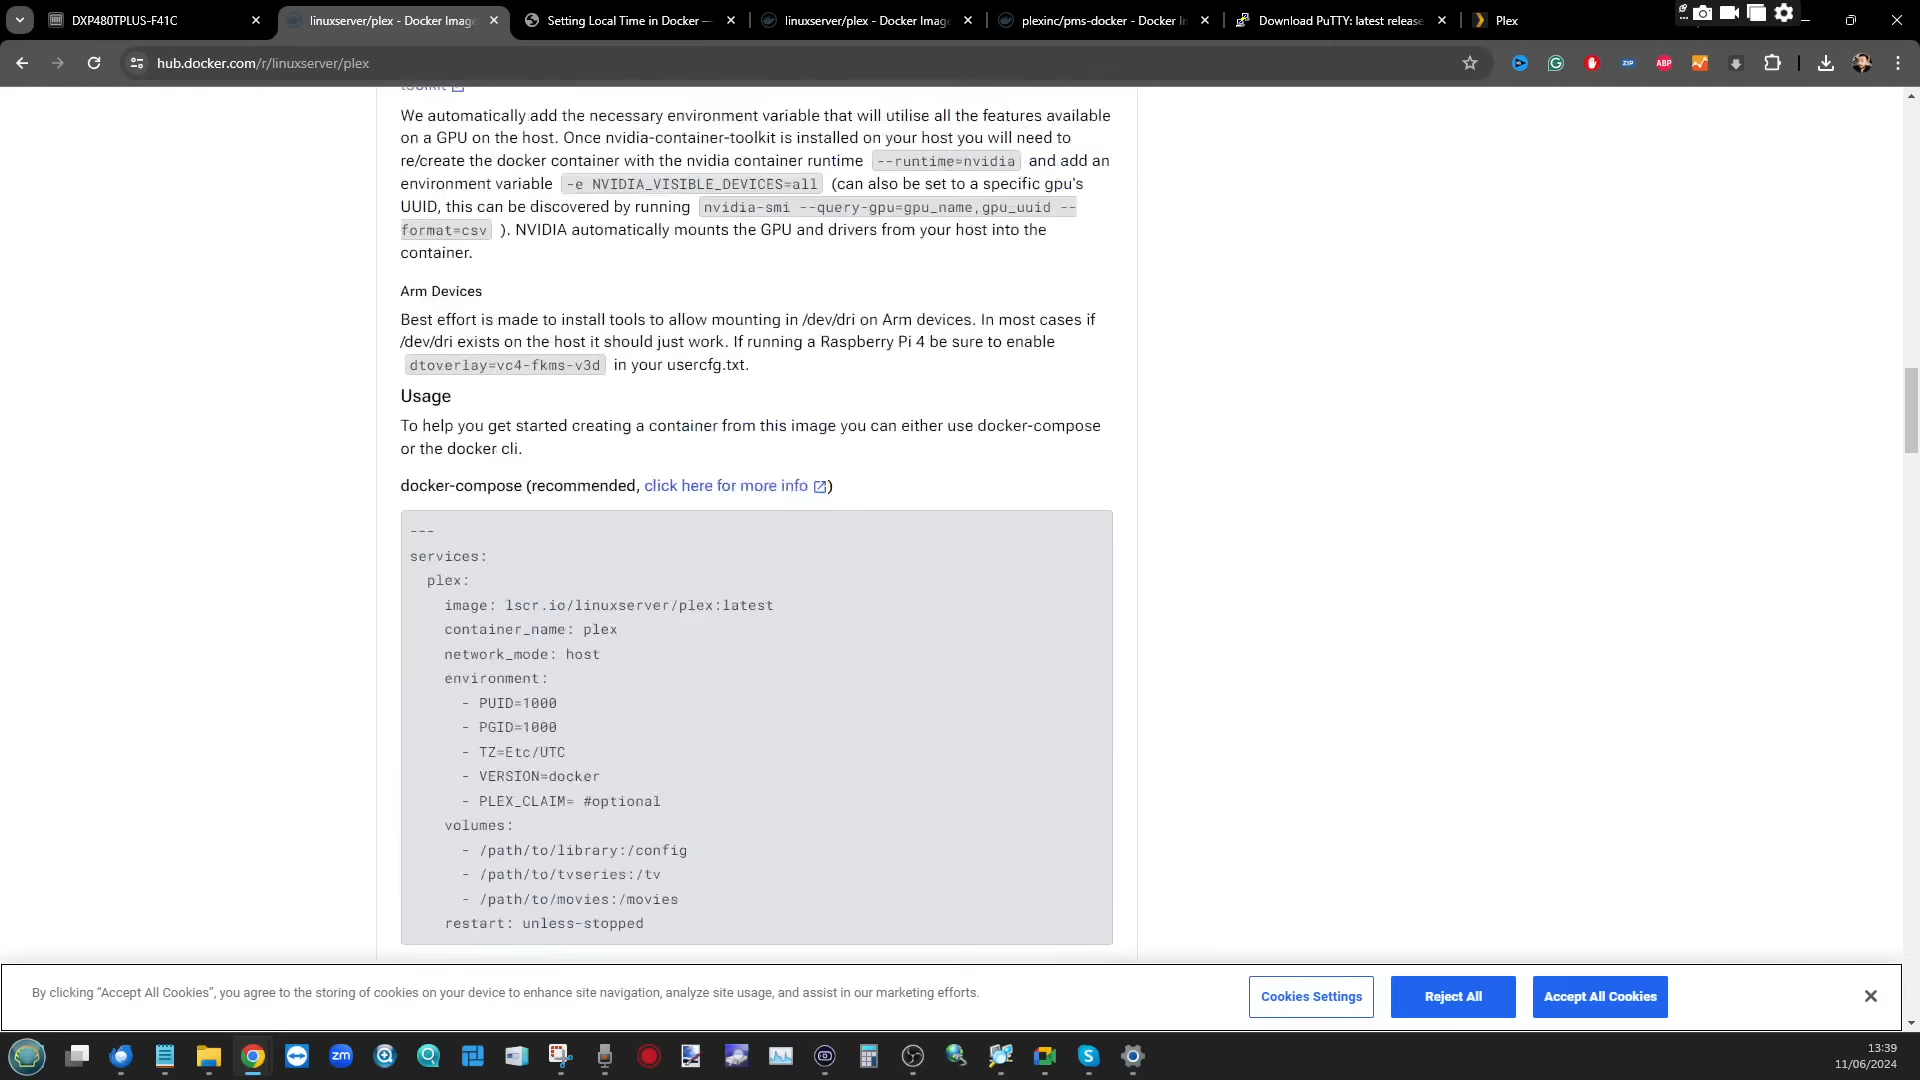 DXP480TPLUS-F41C
linuxserver/plex - Docker Image
Setting Local Time in Docker —
linuxserver/plex - Docker Image
plexinc/pms-docker - Docker I
Download PuTTY: latest release
Plex
hub.docker.com/r/linuxserver/plex
We automatically add the necessary environment variable that will utilise all the features available
on a GPU on the host. Once nvidia-container-toolkit is installed on your host you will need to
re/create the docker container with the nvidia container runtime --runtime=nvidia and add an
environment variable -e NVIDIA_VISIBLE_DEVICES=all (can also be set to a specific gpu's
UUID, this can be discovered by running nvidia-smi --query-gpu=gpu_name,gpu_uuid --
format=csv ). NVIDIA automatically mounts the GPU and drivers from your host into the
container.
Arm Devices
Best effort is made to install tools to allow mounting in /dev/dri on Arm devices. In most cases if
/dev/dri exists on the host it should just work. If running a Raspberry Pi 4 be sure to enable
dtoverlay=vc4-fkms-v3d in your usercfg.txt.
Usage
To help you get started creating a container from this image you can either use docker-compose
or the docker cli.
docker-compose (recommended, click here for more info)
---
services:
plex:
image: lscr.io/linuxserver/plex:latest
container_name: plex
network_mode: host
environment:
- PUID=1000
- PGID=1000
- TZ=Etc/UTC
- VERSION=docker
- PLEX_CLAIM= #optional
volumes:
- /path/to/library:/config
- /path/to/tvseries:/tv
- /path/to/movies:/movies
restart: unless-stopped
By clicking “Accept All Cookies”, you agree to the storing of cookies on your device to enhance site navigation, analyze site usage, and assist in our marketing efforts.
Cookies Settings
Reject All
Accept All Cookies
ZIP
ABP
zm
13:39
11/06/2024